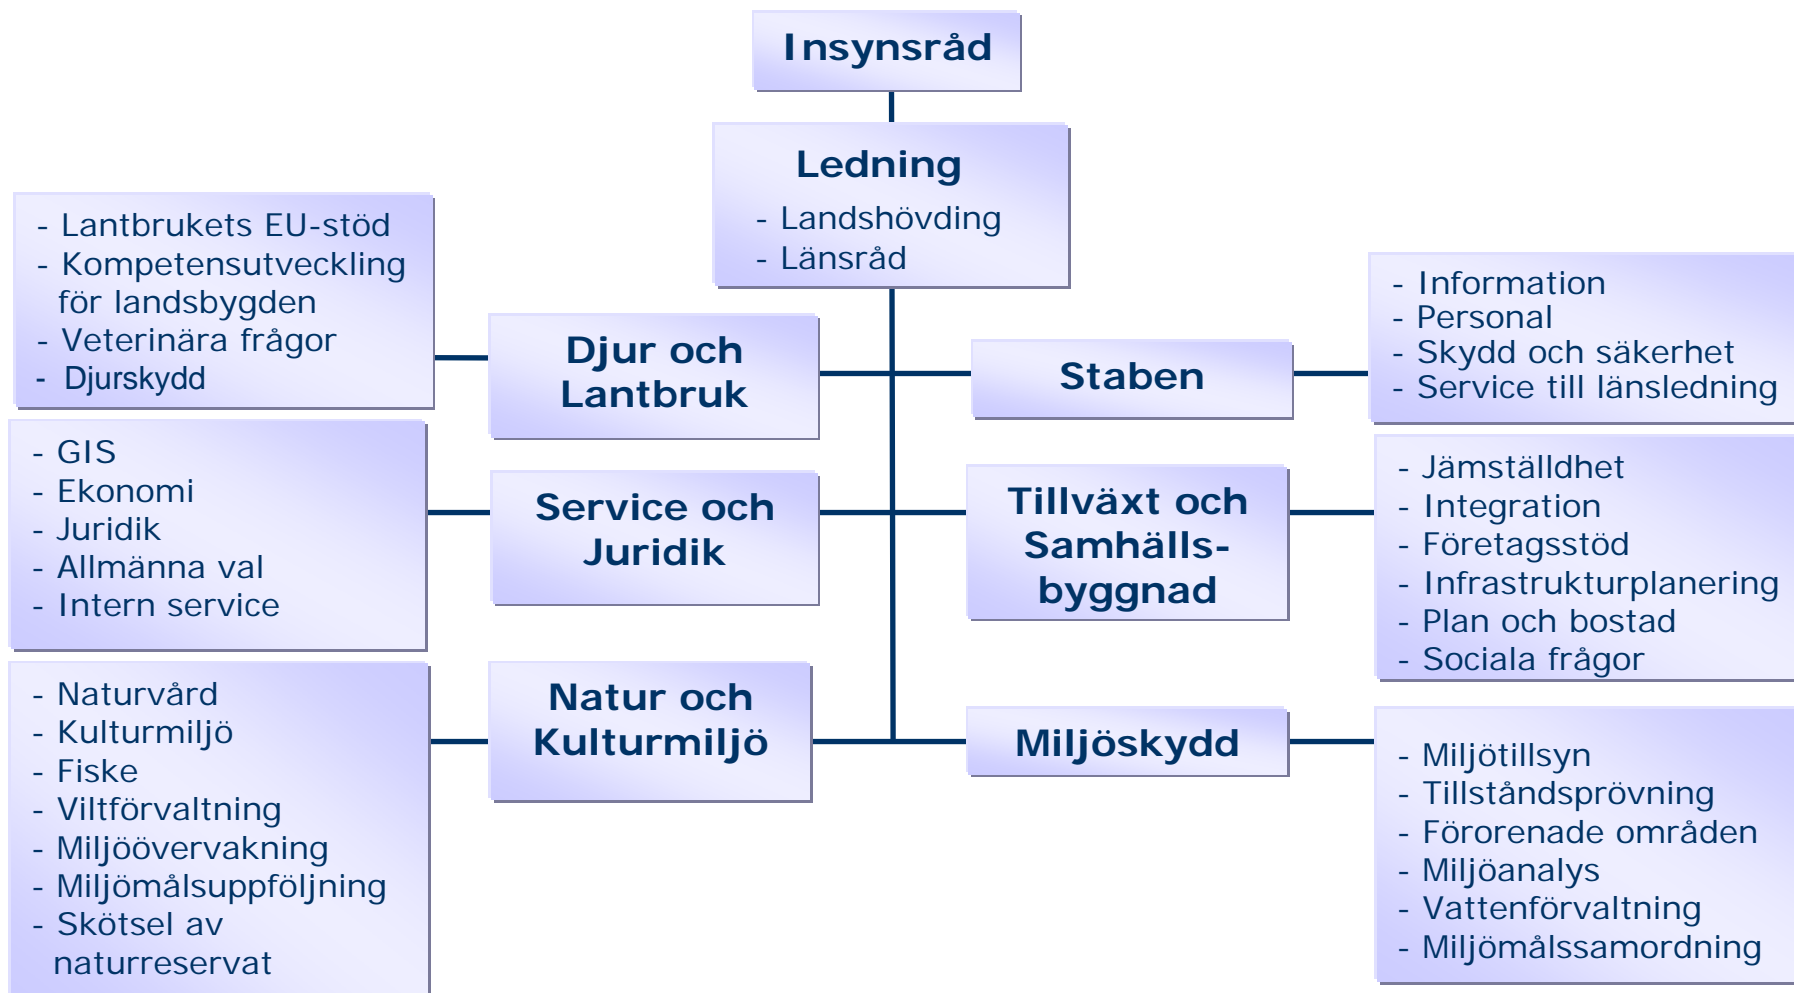 Insynsråd
Ledning
- Landshövding
- Länsråd
- Lantbrukets EU-stöd
- Kompetensutveckling
för landsbygden
- Veterinära frågor
- Djurskydd
Djur och
Lantbruk
Staben
- Information
- Personal
- Skydd och säkerhet
- Service till länsledning
- GIS
- Ekonomi
- Juridik
- Allmänna val
- Intern service
Service och
Juridik
Tillväxt och
Samhälls-
byggnad
- Jämställdhet
- Integration
- Företagsstöd
- Infrastrukturplanering
- Plan och bostad
- Sociala frågor
- Naturvård
- Kulturmiljö
- Fiske
- Viltförvaltning
- Miljöövervakning
- Miljömålsuppföljning
- Skötsel av
naturreservat
Natur och
Kulturmiljö
Miljöskydd
- Miljötillsyn
- Tillståndsprövning
- Förorenade områden
- Miljöanalys
- Vattenförvaltning
- Miljömålssamordning